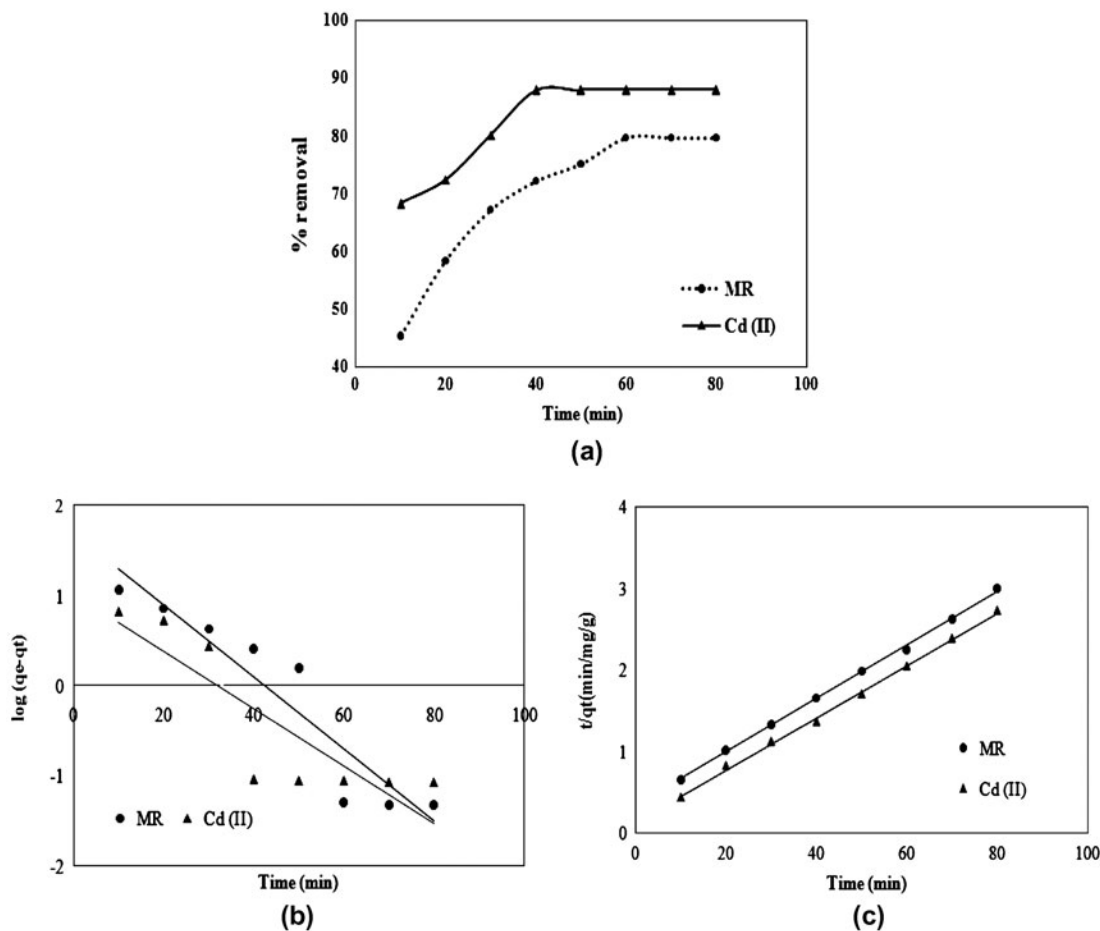 100
90
80
70
60
50
40
% removal
MR
Cd (II)
0 20 40 60 80 100
Time (min)
(a)
2
1
0
-1
-2
log (qe-qt)
0 20 40 60 80 100
MR Cd (II)
Time (min)
(b)
4
3
2
1
0
t/qt(min/mg/g)
MR
Cd (II)
0 20 40 60 80 100
Time (min)
(c)